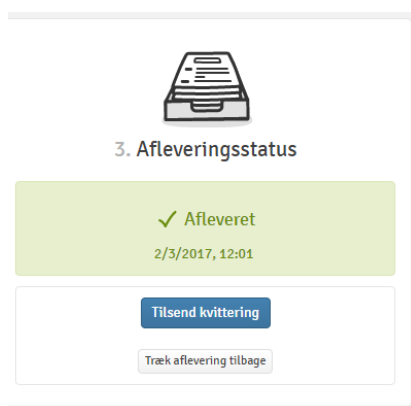 3. Afleveringsstatus
Afleveret
2/3/2017, 12:01
Tilsend kvittering
Træk aflevering tilbage